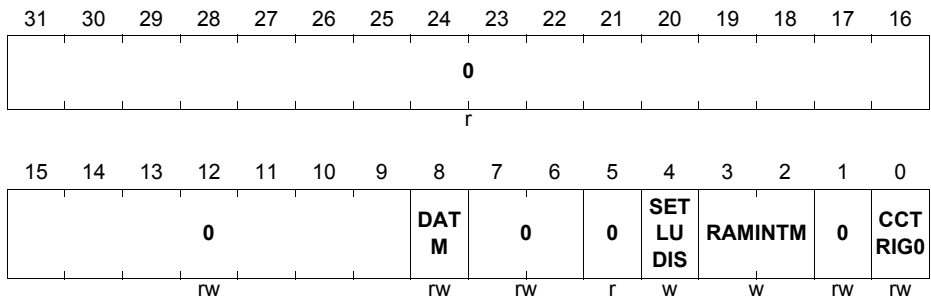 31 30 29 28 27 26 25 24 23 22 21 20 19 18 17 16
0
r
15 14 13 12 11 10 9 8 7 6 5 4 3 2 1 0
0 DAT M 0 0 SET LU DIS RAMINTM 0 CCT RIG0
rw rw rw r w w rw rw